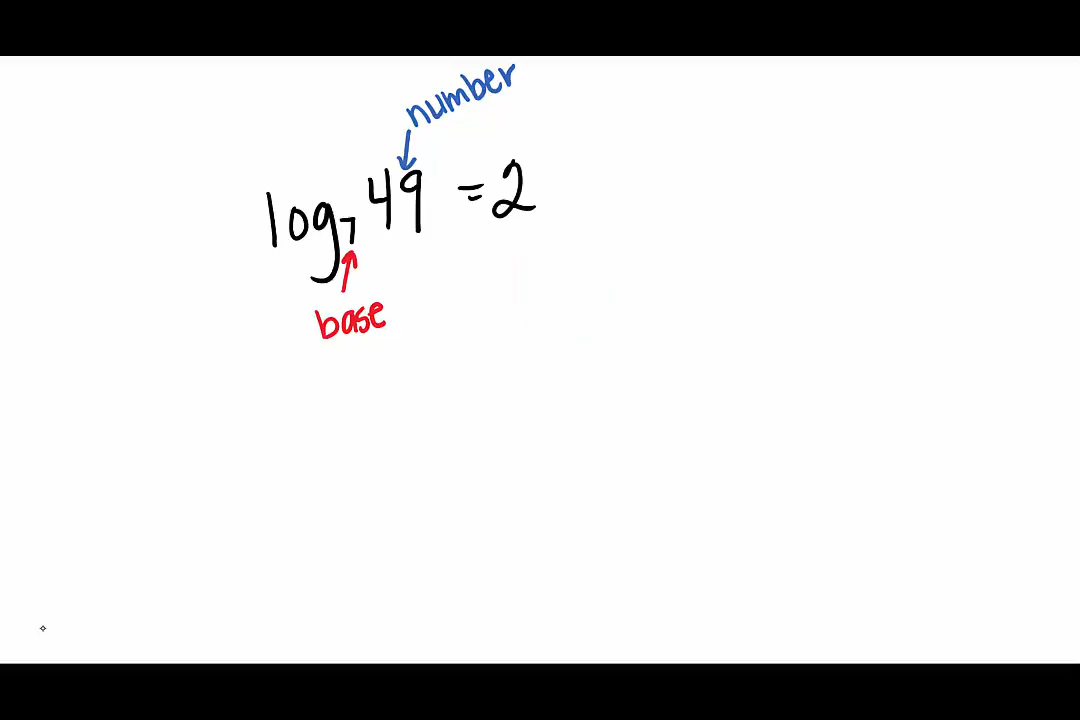 number
log₇ 49 = 2
base